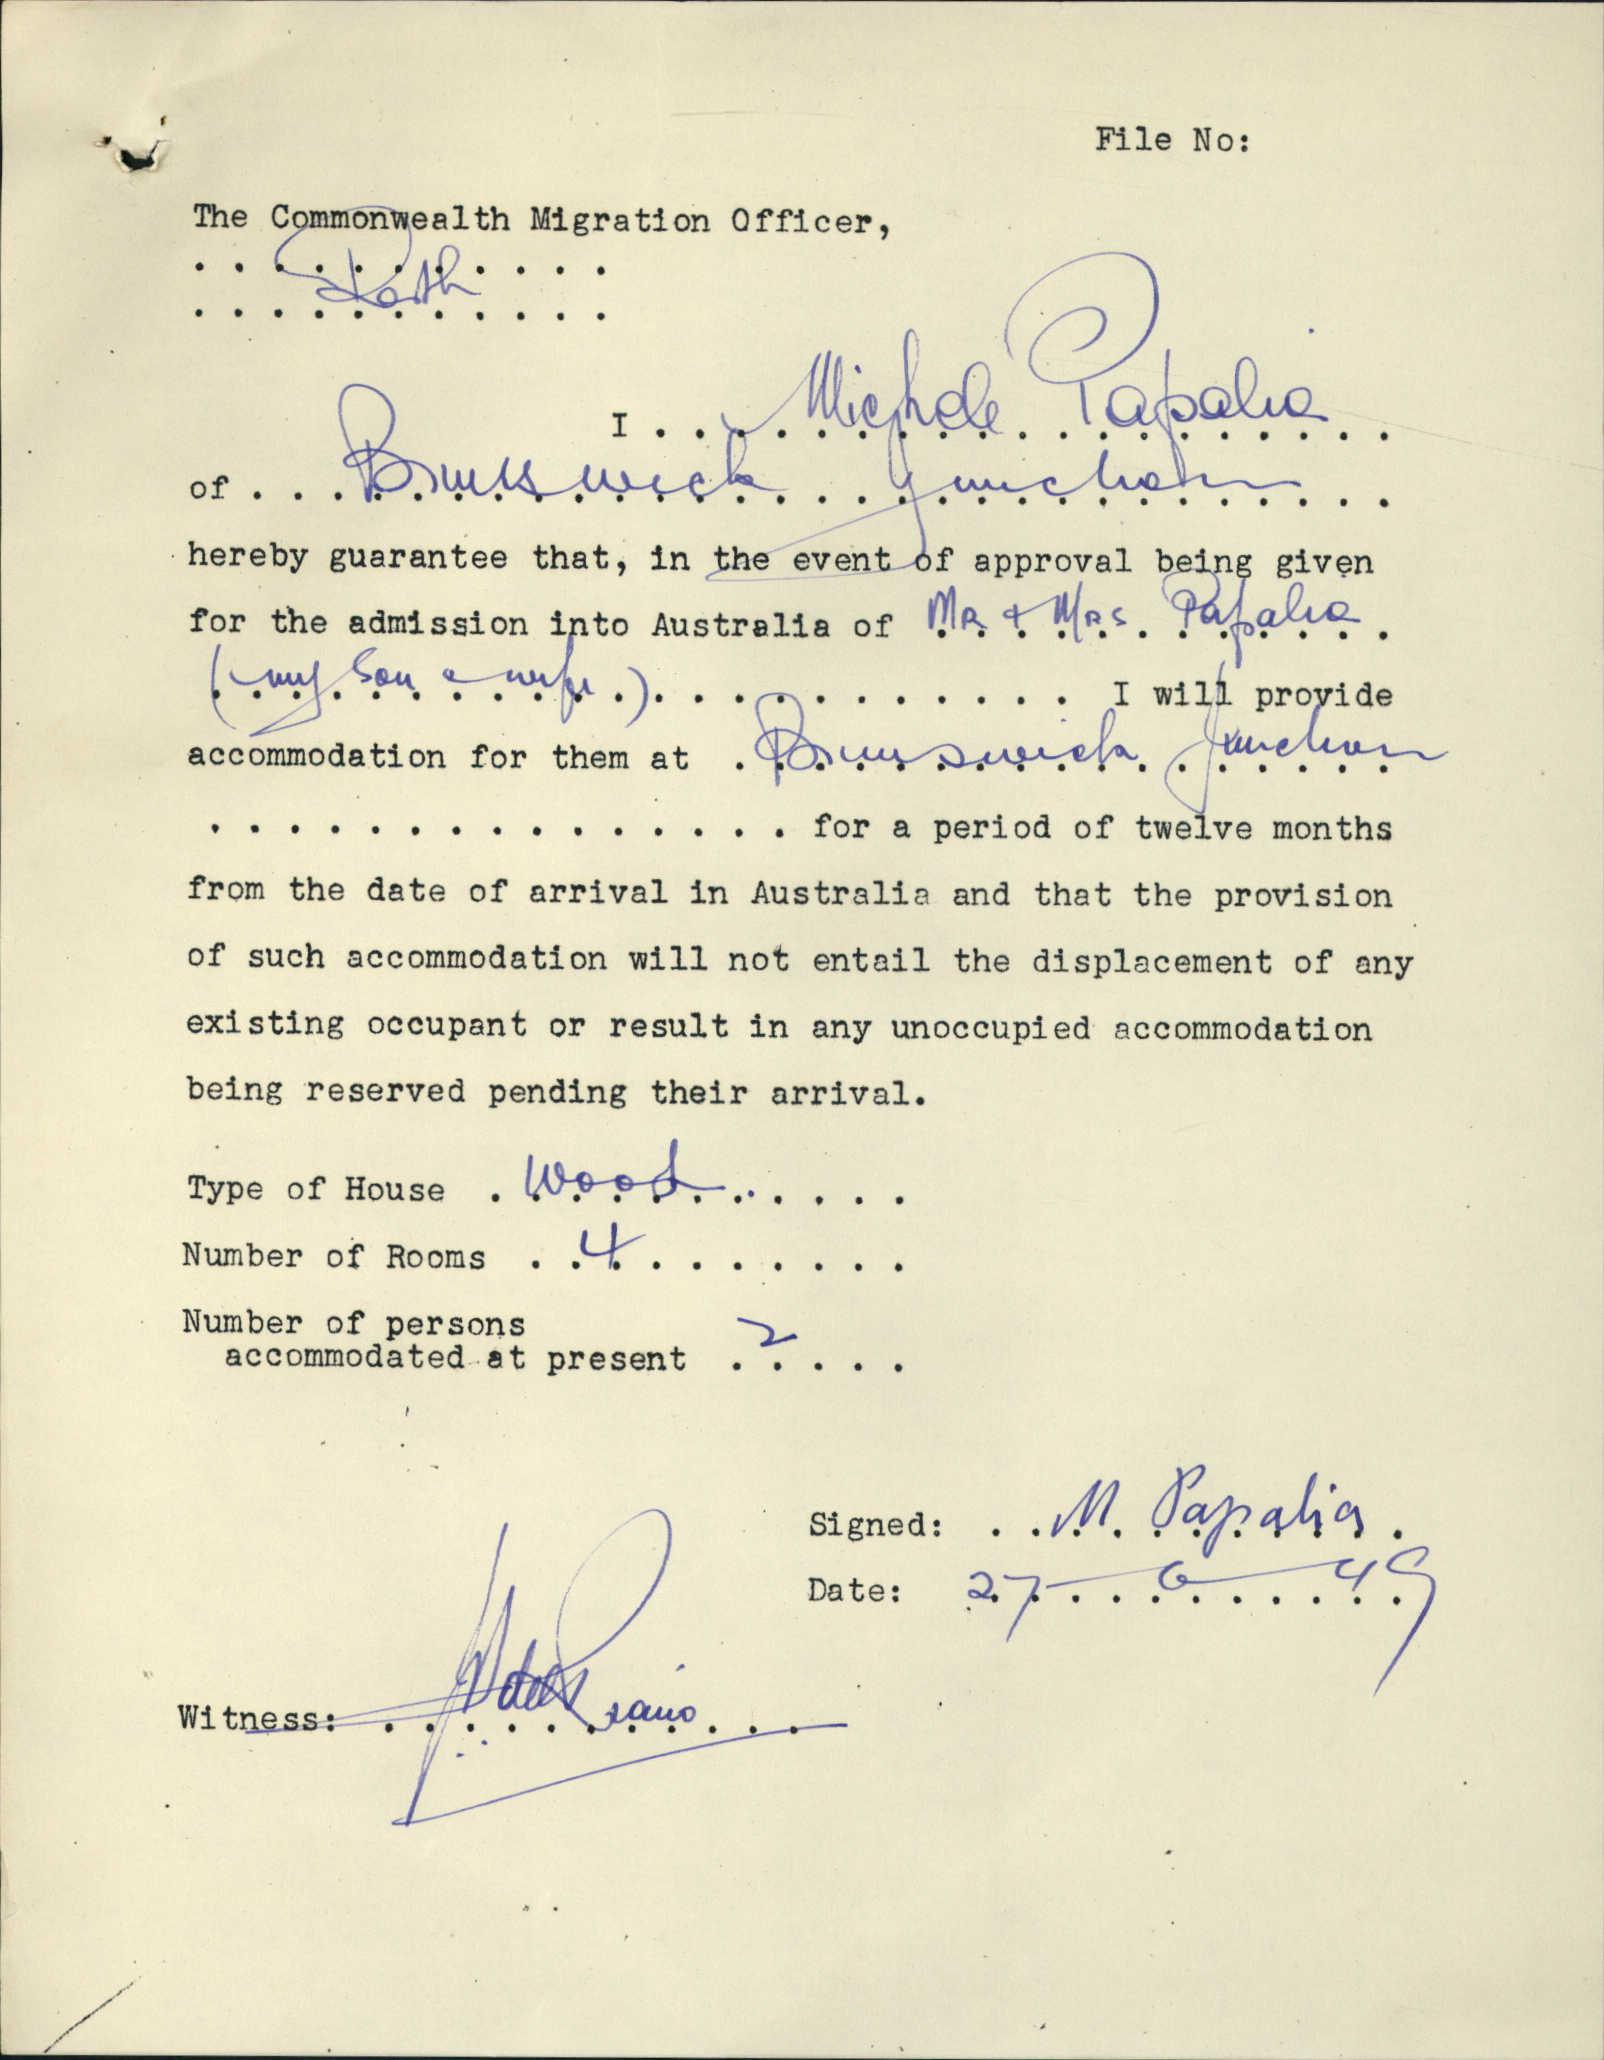 File No:
The Commonwealth Migration Officer,
Perth
I Michele Papalia
of Brunswick Junction
hereby guarantee that, in the event of approval being given
for the admission into Australia of Mr & Mrs Papalia
(my son & wife) I will provide
accommodation for them at Brunswick Junction
for a period of twelve months
from the date of arrival in Australia and that the provision
of such accommodation will not entail the displacement of any
existing occupant or result in any unoccupied accommodation
being reserved pending their arrival.
Type of House Wood
Number of Rooms 4
Number of persons
accommodated at present 2
Signed: M. Papalia
Date: 27-6-49
Witness: